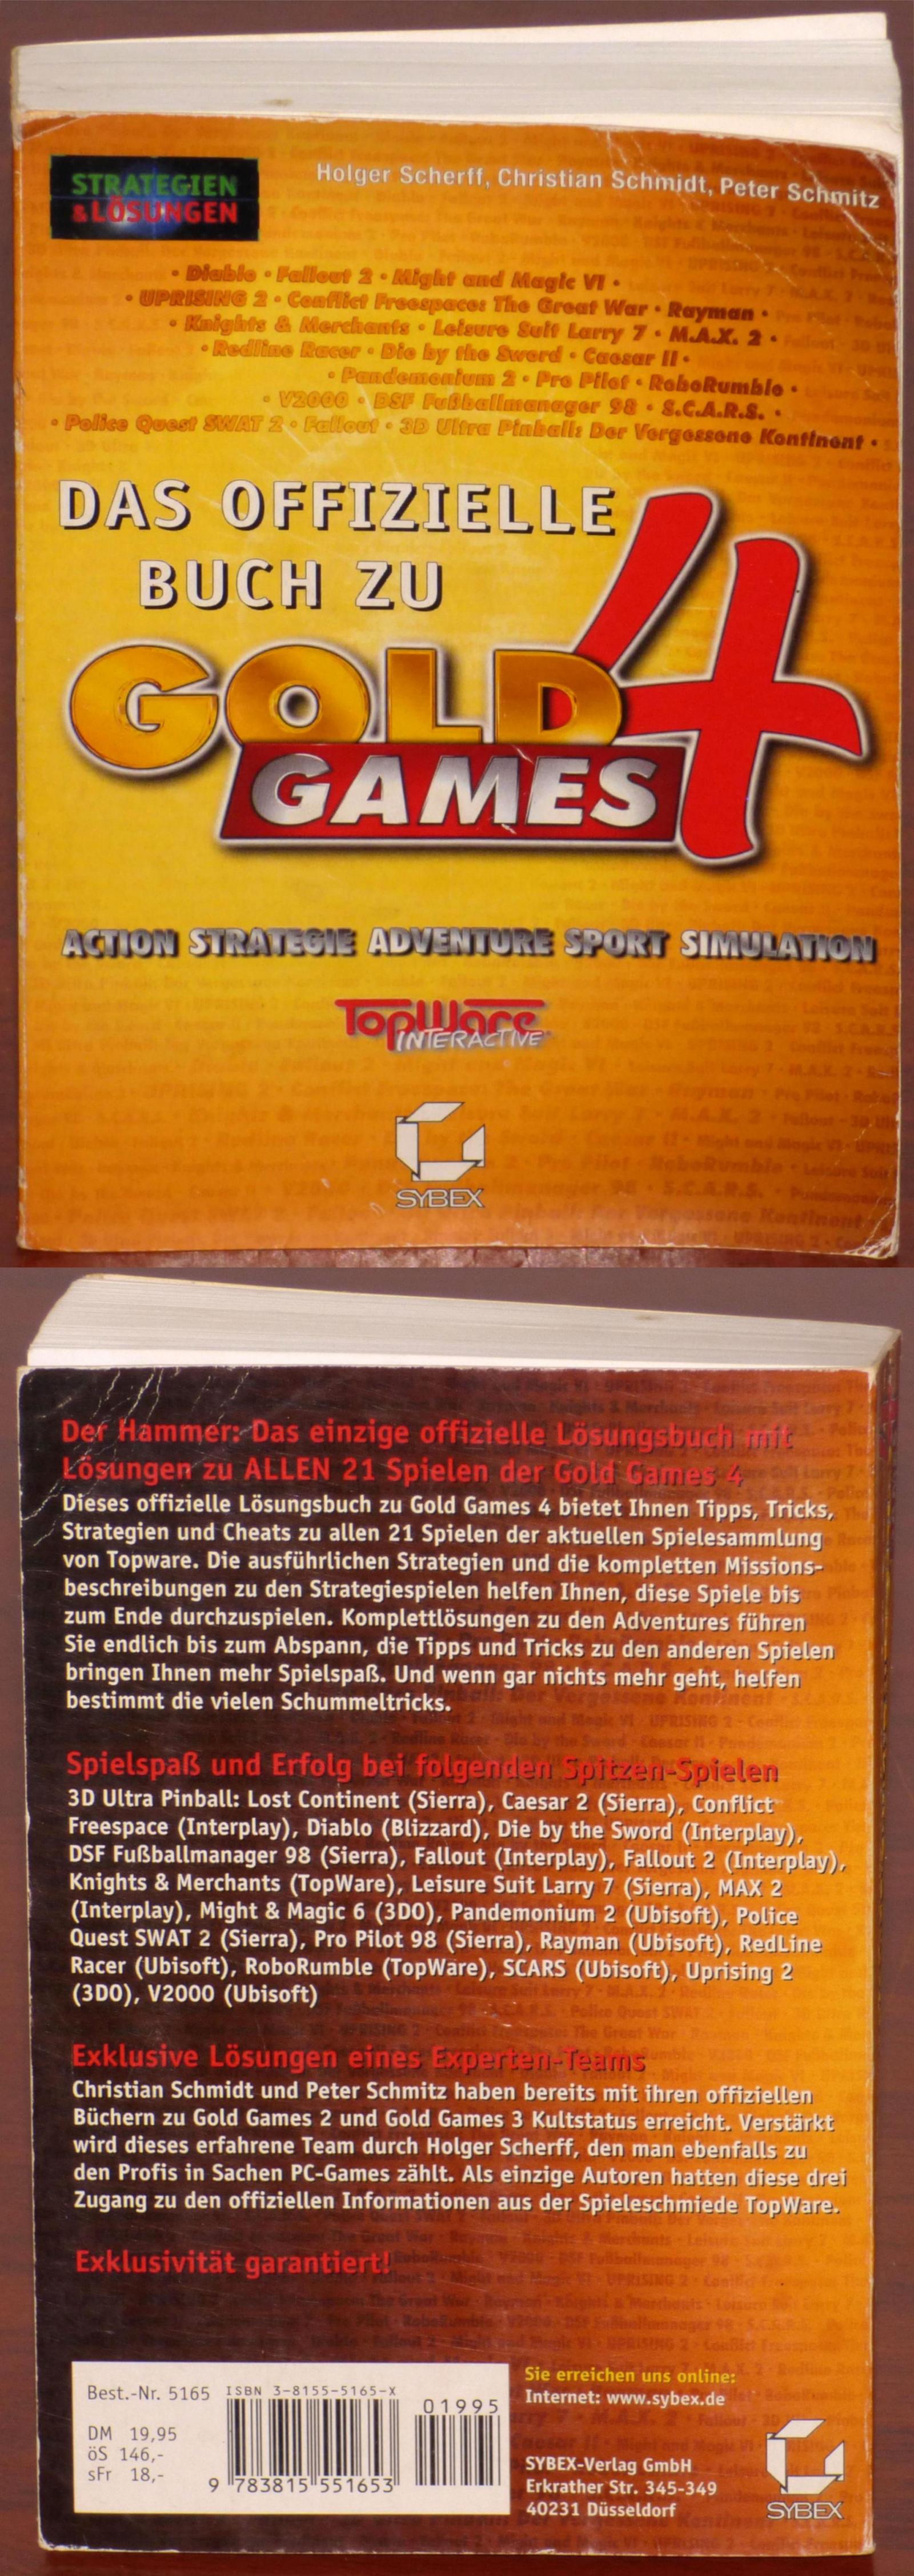 STRATEGIEN
& LÖSUNGEN
Holger Scherff, Christian Schmidt, Peter Schmitz
• Diablo • Fallout 2 • Might and Magic VI •
• UPRISING 2 • Conflict Freespace: The Great War • Rayman •
• Knights & Merchants • Leisure Suit Larry 7 • M.A.X. 2 •
• Redline Racer • Die by the Sword • Caesar II •
• Pandemonium 2 • Pro Pilot • RoboRumble •
• V2000 • DSF Fußballmanager 98 • S.C.A.R.S. •
• Police Quest SWAT 2 • Fallout • 3D Ultra Pinball: Der Vergessene Kontinent •
DAS OFFIZIELLE
BUCH ZU
GOLD 4
GAMES
ACTION STRATEGIE ADVENTURE SPORT SIMULATION
TopWare
INTERACTIVE
SYBEX
Der Hammer: Das einzige offizielle Lösungsbuch mit
Lösungen zu ALLEN 21 Spielen der Gold Games 4
Dieses offizielle Lösungsbuch zu Gold Games 4 bietet Ihnen Tipps, Tricks,
Strategien und Cheats zu allen 21 Spielen der aktuellen Spielesammlung
von Topware. Die ausführlichen Strategien und die kompletten Missions-
beschreibungen zu den Strategiespielen helfen Ihnen, diese Spiele bis
zum Ende durchzuspielen. Komplettlösungen zu den Adventures führen
Sie endlich bis zum Abspann, die Tipps und Tricks zu den anderen Spielen
bringen Ihnen mehr Spielspaß. Und wenn gar nichts mehr geht, helfen
bestimmt die vielen Schummeltricks.
Spielspaß und Erfolg bei folgenden Spitzen-Spielen
3D Ultra Pinball: Lost Continent (Sierra), Caesar 2 (Sierra), Conflict
Freespace (Interplay), Diablo (Blizzard), Die by the Sword (Interplay),
DSF Fußballmanager 98 (Sierra), Fallout (Interplay), Fallout 2 (Interplay),
Knights & Merchants (TopWare), Leisure Suit Larry 7 (Sierra), MAX 2
(Interplay), Might & Magic 6 (3DO), Pandemonium 2 (Ubisoft), Police
Quest SWAT 2 (Sierra), Pro Pilot 98 (Sierra), Rayman (Ubisoft), RedLine
Racer (Ubisoft), RoboRumble (TopWare), SCARS (Ubisoft), Uprising 2
(3DO), V2000 (Ubisoft)
Exklusive Lösungen eines Experten-Teams
Christian Schmidt und Peter Schmitz haben bereits mit ihren offiziellen
Büchern zu Gold Games 2 und Gold Games 3 Kultstatus erreicht. Verstärkt
wird dieses erfahrene Team durch Holger Scherff, den man ebenfalls zu
den Profis in Sachen PC-Games zählt. Als einzige Autoren hatten diese drei
Zugang zu den offiziellen Informationen aus der Spieleschmiede TopWare.
Exklusivität garantiert!
Best.-Nr. 5165
DM 19,95
öS 146,-
sFr 18,-
ISBN 3-8155-5165-X
01995
9 783815 551653
Sie erreichen uns online:
Internet: www.sybex.de
SYBEX-Verlag GmbH
Erkrather Str. 345-349
40231 Düsseldorf
SYBEX